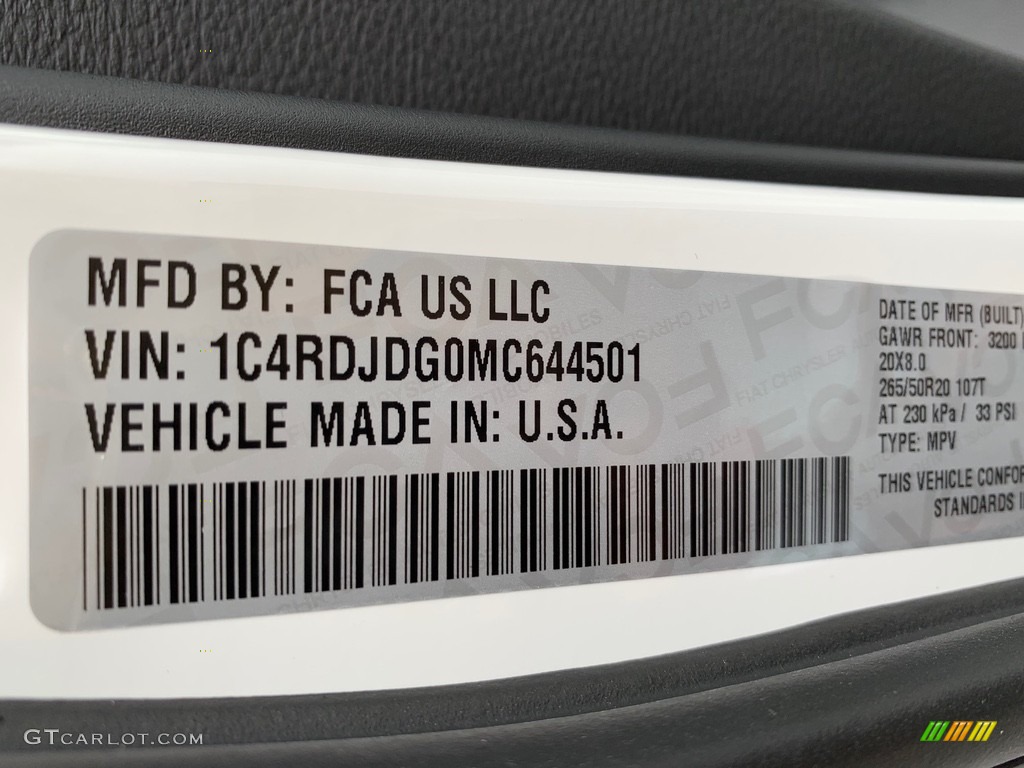 MFD BY: FCA US LLC
VIN: 1C4RDJDG0MC644501
VEHICLE MADE IN: U.S.A.
DATE OF MFR (BUILT)
GAWR FRONT: 3200
20X8.0
265/50R20 107T
AT 230 kPa / 33 PSI
TYPE: MPV
THIS VEHICLE CONFOR
STANDARDS
GTCARLOT.COM